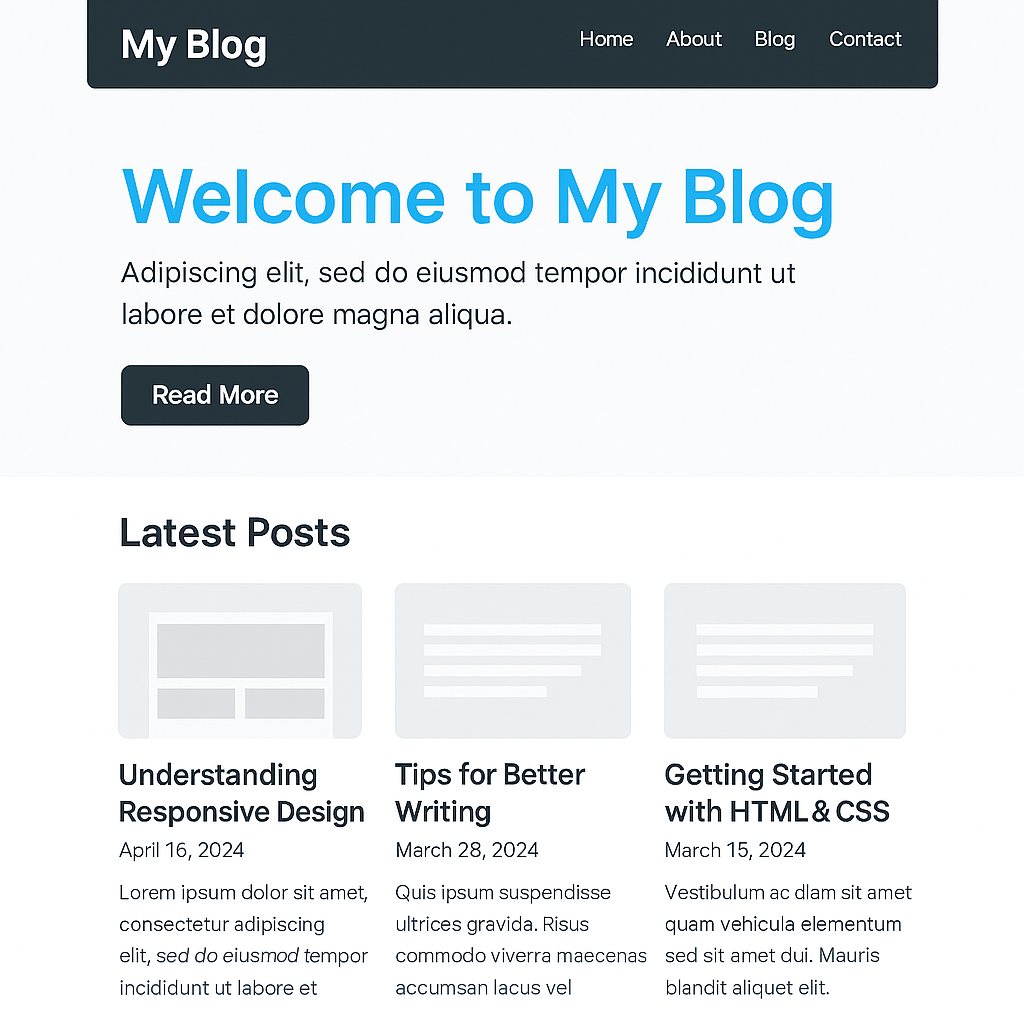 My Blog
Home About Blog Contact
Welcome to My Blog
Adipiscing elit, sed do eiusmod tempor incididunt ut
labore et dolore magna aliqua.
Read More
Latest Posts
Understanding
Responsive Design
April 16, 2024
Lorem ipsum dolor sit amet,
consectetur adipiscing
elit, sed do eiusmod tempor
incididunt ut labore et
Tips for Better
Writing
March 28, 2024
Quis ipsum suspendisse
ultrices gravida. Risus
commodo viverra maecenas
accumsan lacus vel
Getting Started
with HTML & CSS
March 15, 2024
Vestibulum ac dlam sit amet
quam vehicula elementum
sed sit amet dui. Mauris
blandit aliquet elit.